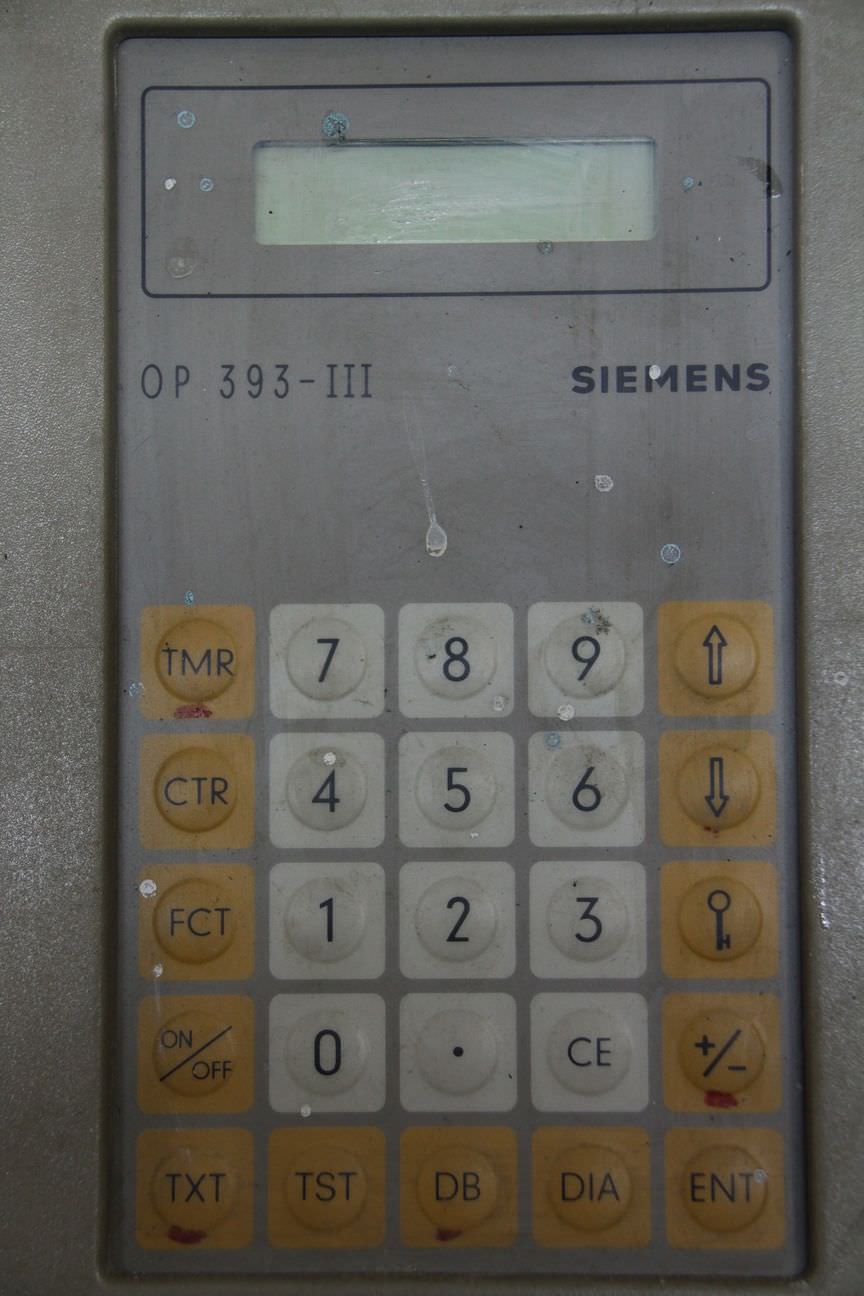 OP 393-III SIEMENS
TMR 7 8 9 ↑
CTR 4 5 6 ↓
FCT 1 2 3
ON/OFF 0 . CE +/-
TXT TST DB DIA ENT